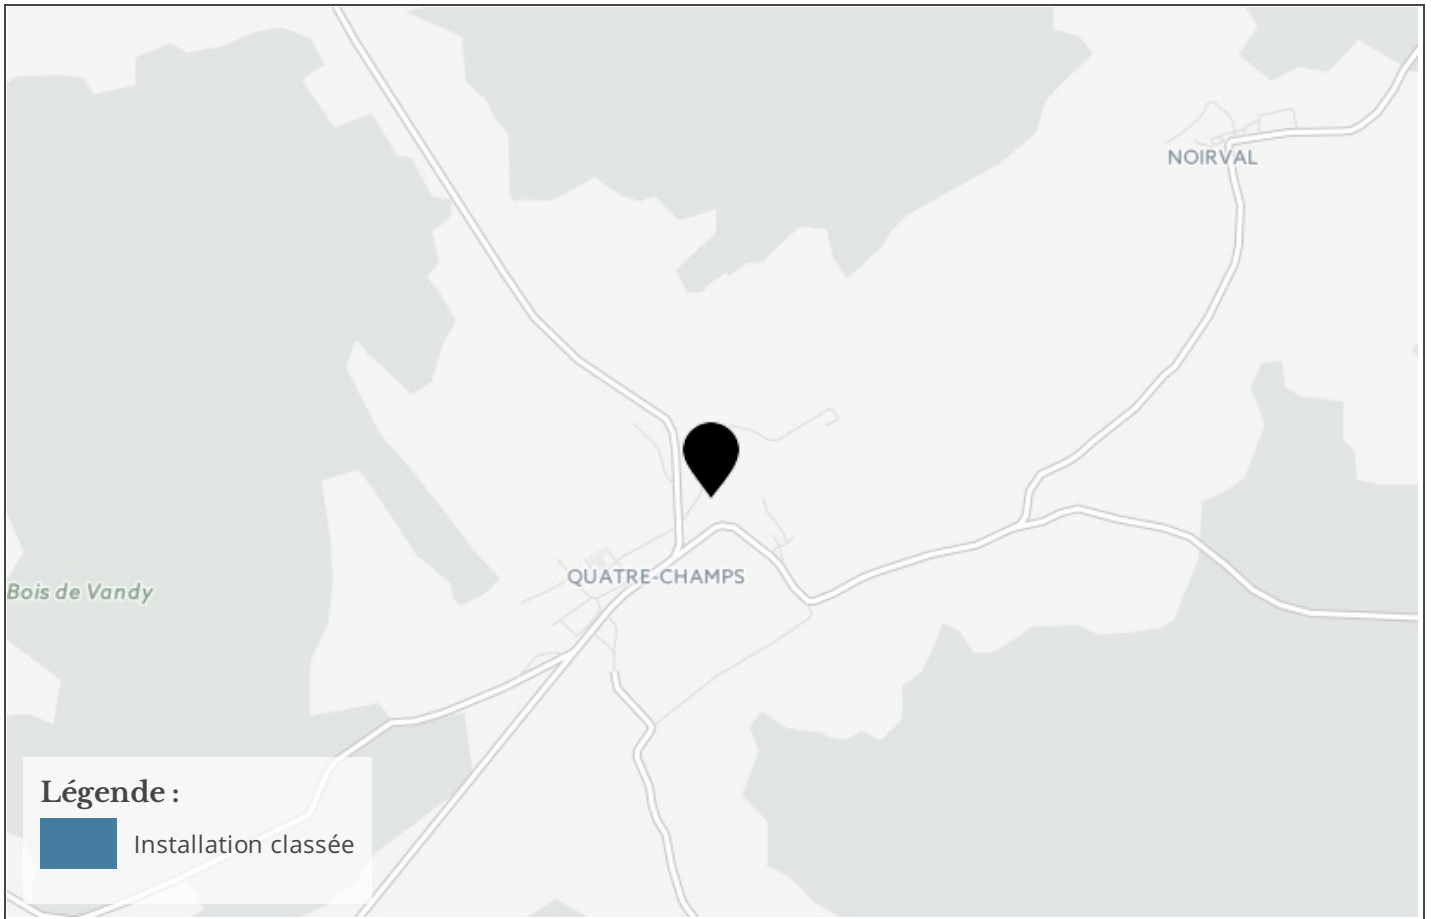 NOIRVAL
QUATRE-CHAMPS
Bois de Vandy
Légende :
Installation classée